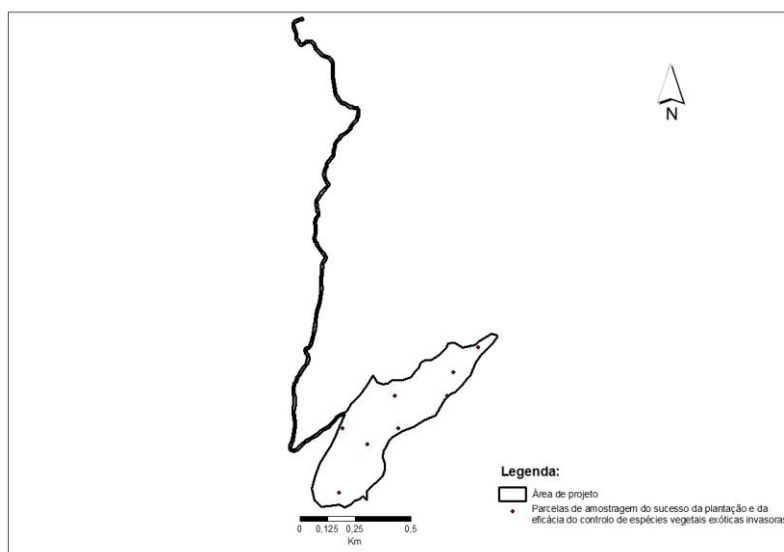 N
Legenda:
Área de projeto
Parcelas de amostragem do sucesso da plantação e da
eficácia do controlo de espécies vegetais exóticas invasoras
0 0,125 0,25 0,5
Km